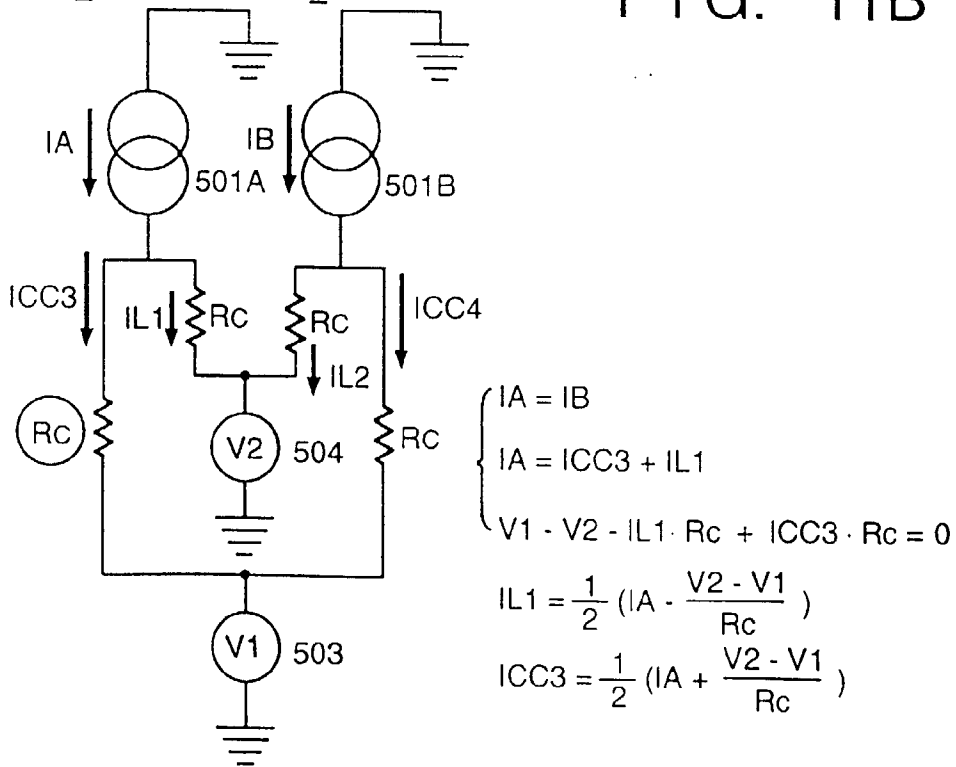 FIG. 11B
IA
IB
501A
501B
ICC3
IL1
Rc
Rc
ICC4
IL2
Rc
V2
504
Rc
V1
503
IA = IB
IA = ICC3 + IL1
V1 - V2 - IL1 · Rc + ICC3 · Rc = 0
IL1 = 1/2 (IA - V2 - V1/Rc)
ICC3 = 1/2 (IA + V2 - V1/Rc)